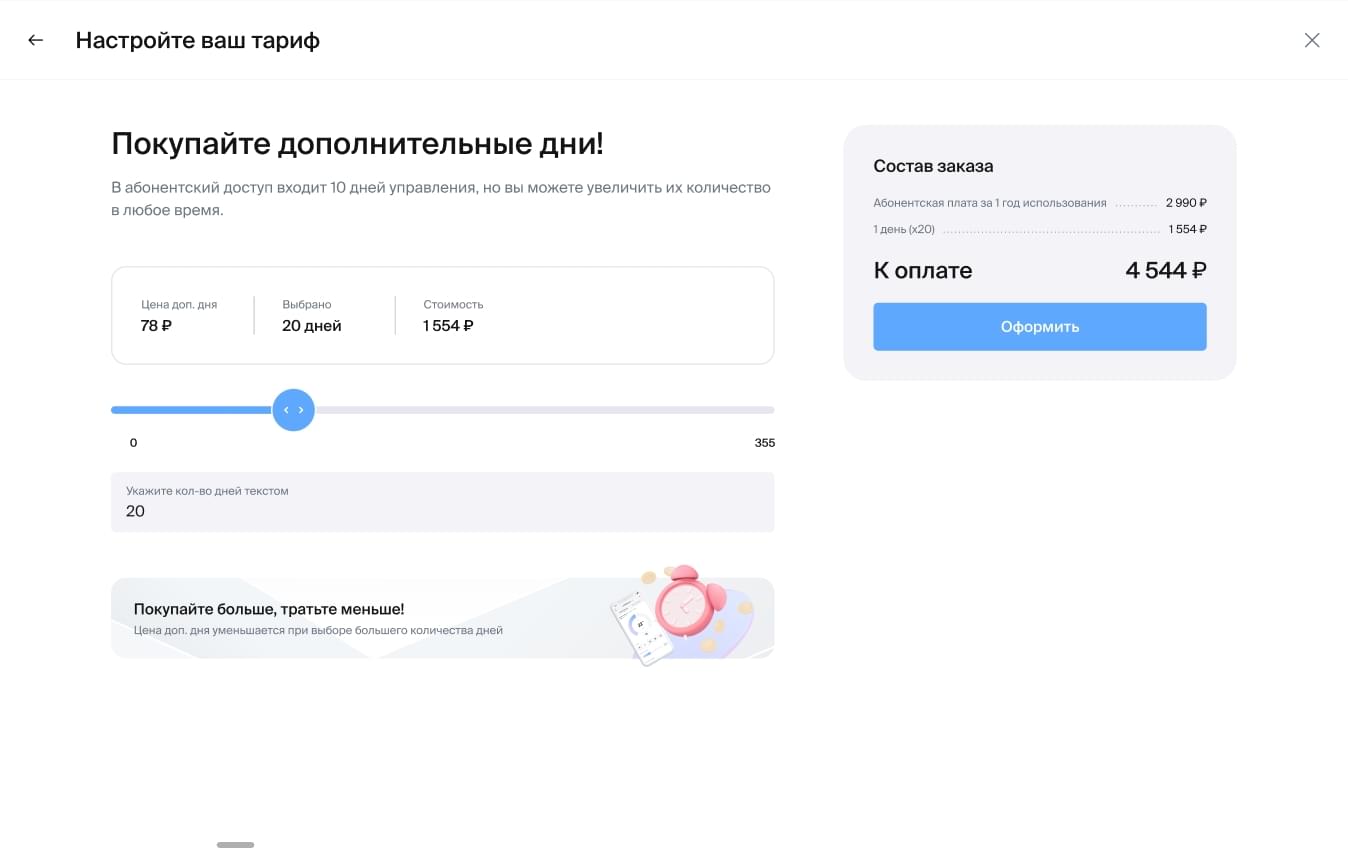 Настройте ваш тариф
Покупайте дополнительные дни!
В абонентский доступ входит 10 дней управления, но вы можете увеличить их количество
в любое время.
Цена доп. дня
78 ₽
Выбрано
20 дней
Стоимость
1 554 ₽
0
355
Укажите кол-во дней текстом
20
Покупайте больше, тратьте меньше!
Цена доп. дня уменьшается при выборе большего количества дней
Состав заказа
Абонентская плата за 1 год использования ........... 2 990 ₽
1 день (x20) ...................................................... 1 554 ₽
К оплате 4 544 ₽
Оформить